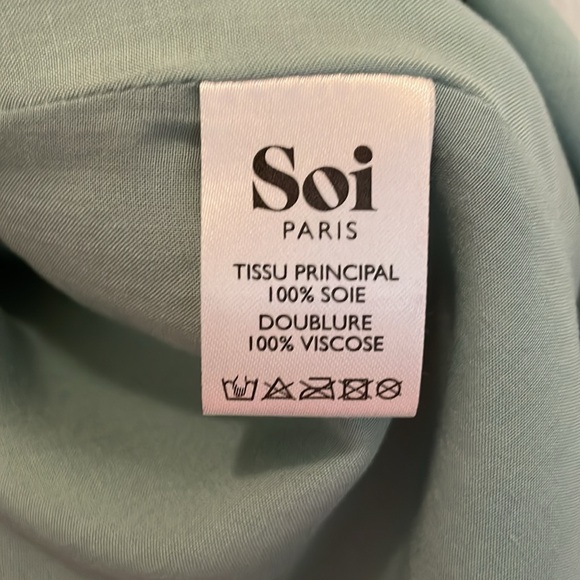 Soi
PARIS
TISSU PRINCIPAL
100% SOIE
DOUBLURE
100% VISCOSE